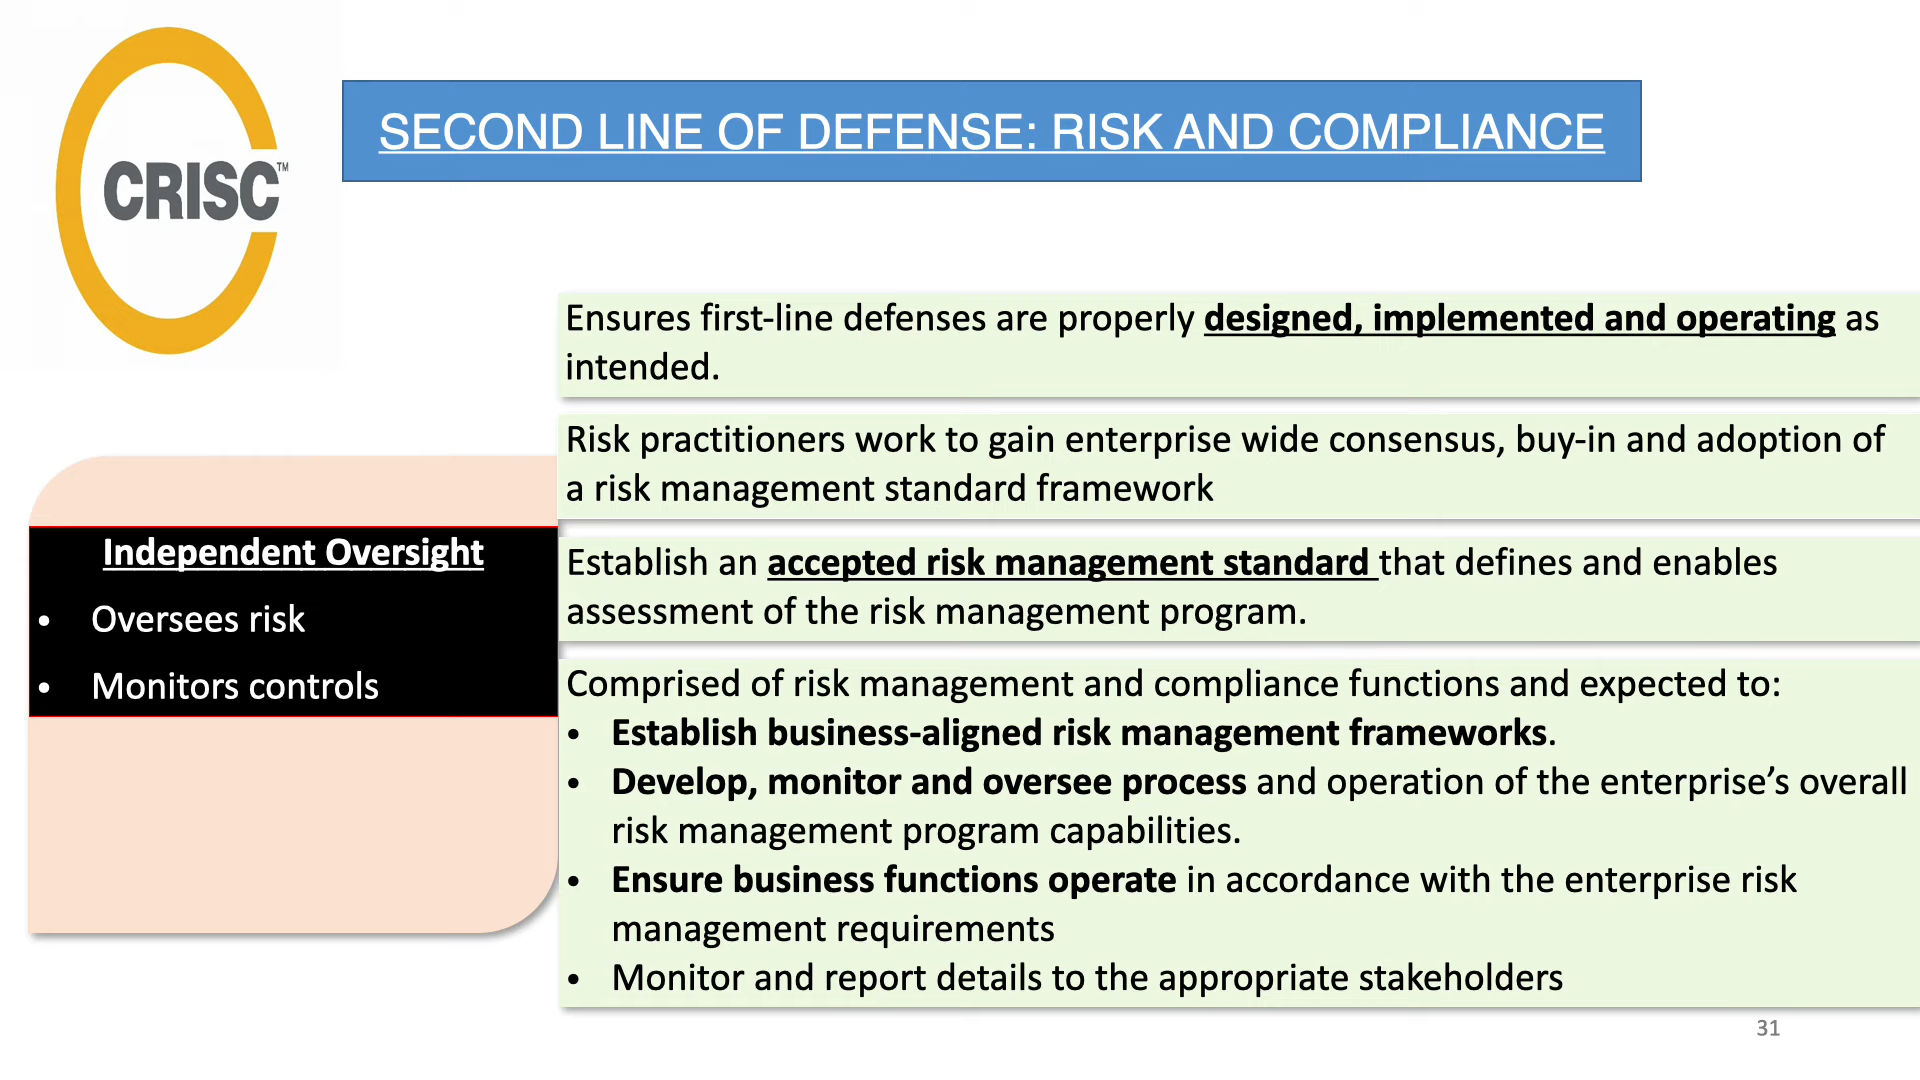 CRISC™
SECOND LINE OF DEFENSE: RISK AND COMPLIANCE
Independent Oversight
• Oversees risk
• Monitors controls
Ensures first-line defenses are properly designed, implemented and operating as
intended.
Risk practitioners work to gain enterprise wide consensus, buy-in and adoption of
a risk management standard framework
Establish an accepted risk management standard that defines and enables
assessment of the risk management program.
Comprised of risk management and compliance functions and expected to:
• Establish business-aligned risk management frameworks.
• Develop, monitor and oversee process and operation of the enterprise’s overall
risk management program capabilities.
• Ensure business functions operate in accordance with the enterprise risk
management requirements
• Monitor and report details to the appropriate stakeholders
31